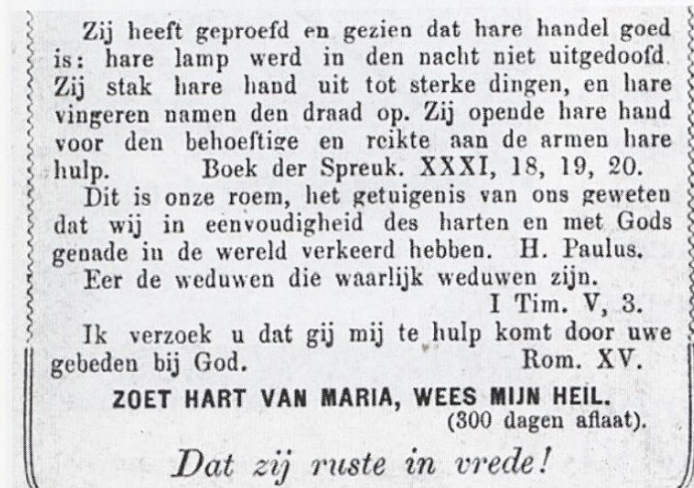 Zij heeft geproefd en gezien dat hare handel goed
is: hare lamp werd in den nacht niet uitgedoofd.
Zij stak hare hand uit tot sterke dingen, en hare
vingeren namen den draad op. Zij opende hare hand
voor den behoeftige en reikte aan de armen hare
hulp. Boek der Spreuk. XXXI, 18, 19, 20.
Dit is onze roem, het getuigenis van ons geweten
dat wij in eenvoudigheid des harten en met Gods
genade in de wereld verkeerd hebben. H. Paulus.
Eer de weduwen die waarlijk weduwen zijn.
I Tim. V, 3.
Ik verzoek u dat gij mij te hulp komt door uwe
gebeden bij God. Rom. XV.
ZOET HART VAN MARIA, WEES MIJN HEIL.
(300 dagen aflaat).
Dat zij ruste in vrede!